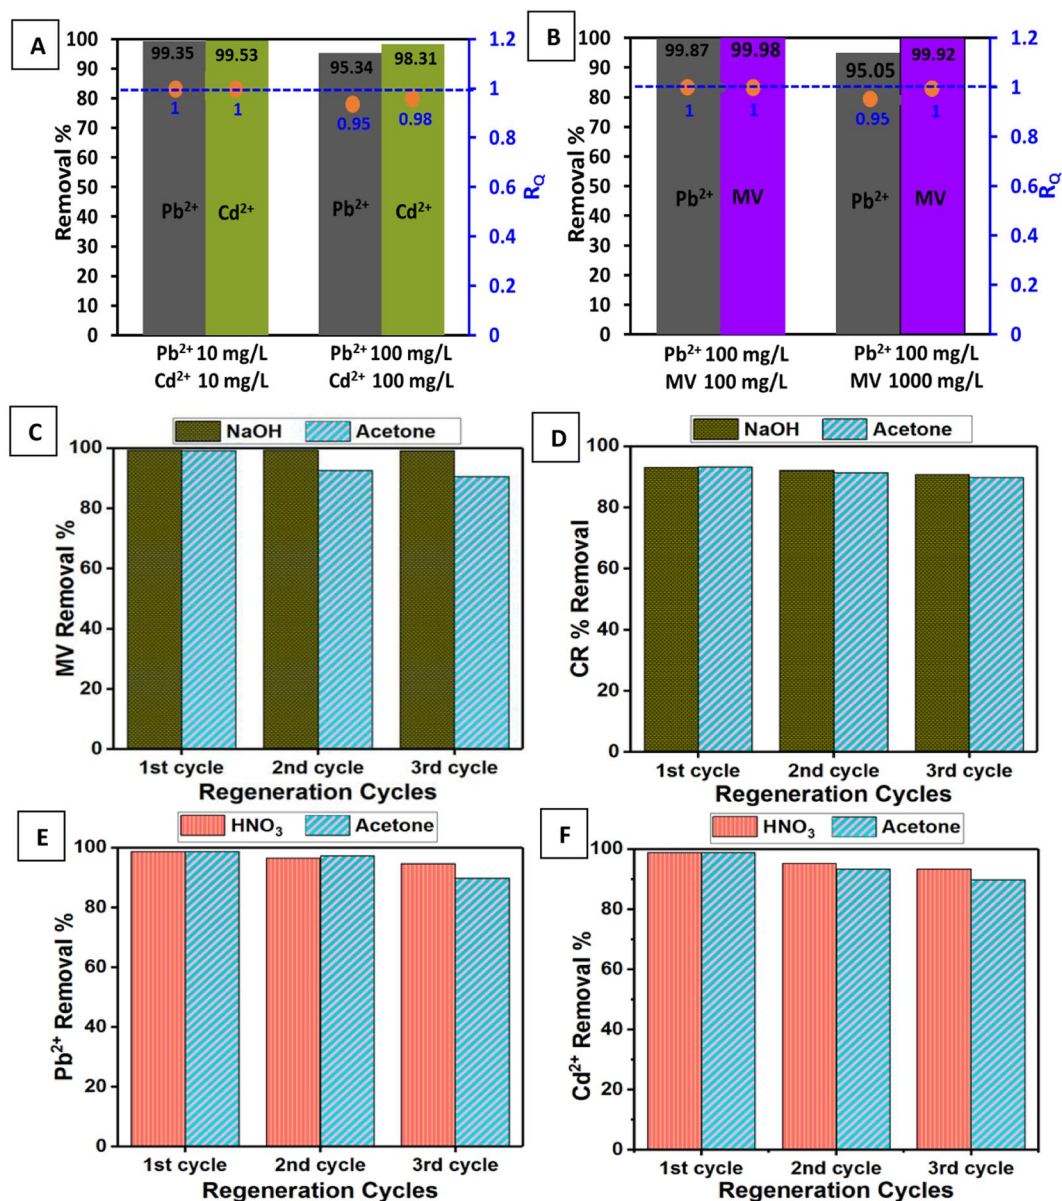 A
Removal %
100
90
80
70
60
50
40
30
20
10
0
99.35
99.53
95.34
98.31
1
1
0.95
0.98
Pb²⁺
Cd²⁺
Pb²⁺
Cd²⁺
1.2
1
0.8
0.6
0.4
0.2
0
R_Q
Pb²⁺ 10 mg/L
Cd²⁺ 10 mg/L
Pb²⁺ 100 mg/L
Cd²⁺ 100 mg/L
B
Removal %
100
90
80
70
60
50
40
30
20
10
0
99.87
99.98
95.05
99.92
1
1
0.95
1
Pb²⁺
MV
Pb²⁺
MV
1.2
1
0.8
0.6
0.4
0.2
0
R_Q
Pb²⁺ 100 mg/L
MV 100 mg/L
Pb²⁺ 100 mg/L
MV 1000 mg/L
C
NaOH
Acetone
MV Removal %
100
80
60
40
20
0
1st cycle
2nd cycle
3rd cycle
Regeneration Cycles
D
NaOH
Acetone
CR % Removal
100
80
60
40
20
0
1st cycle
2nd cycle
3rd cycle
Regeneration Cycles
E
HNO₃
Acetone
Pb²⁺ Removal %
100
80
60
40
20
0
1st cycle
2nd cycle
3rd cycle
Regeneration Cycles
F
HNO₃
Acetone
Cd²⁺ Removal %
100
80
60
40
20
0
1st cycle
2nd cycle
3rd cycle
Regeneration Cycles